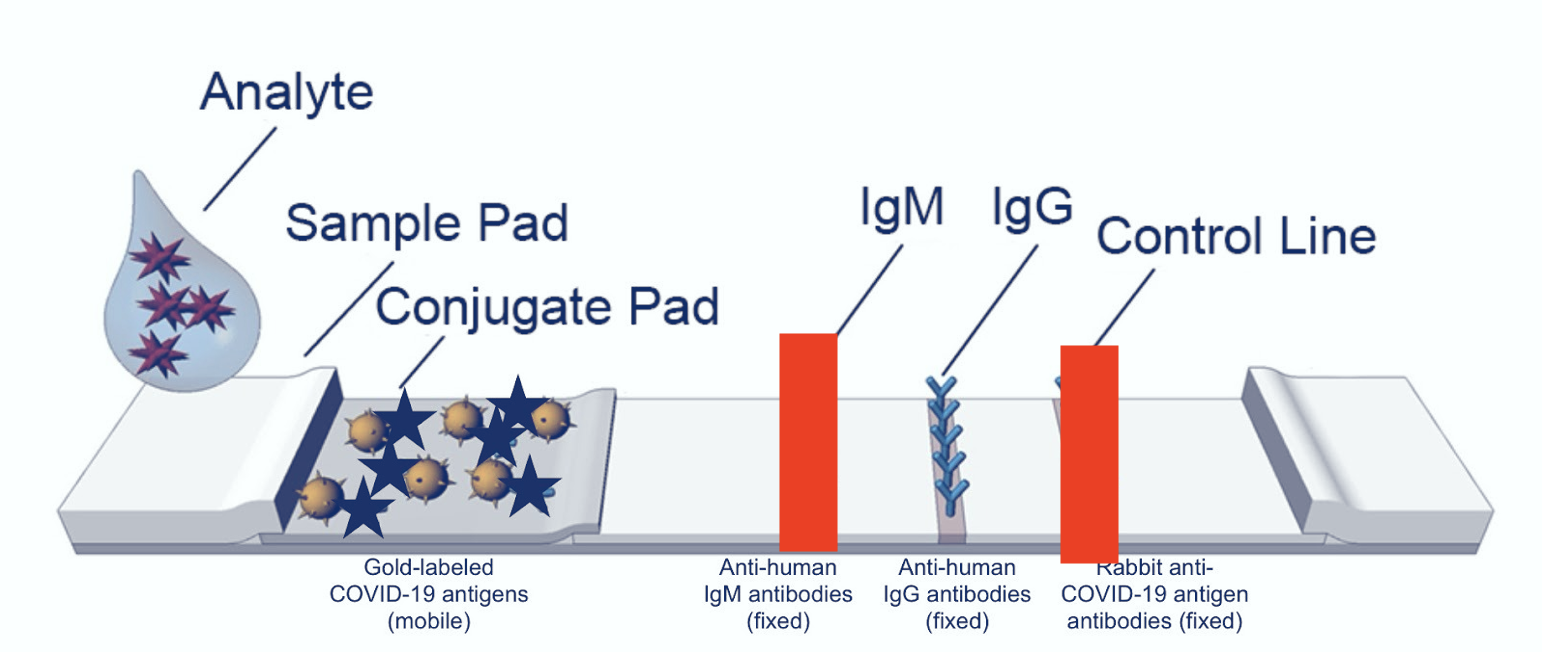 Analyte
Sample Pad
Conjugate Pad
IgM
IgG
Control Line
Gold-labeled
COVID-19 antigens
(mobile)
Anti-human
IgM antibodies
(fixed)
Anti-human
IgG antibodies
(fixed)
Rabbit anti-
COVID-19 antigen
antibodies (fixed)